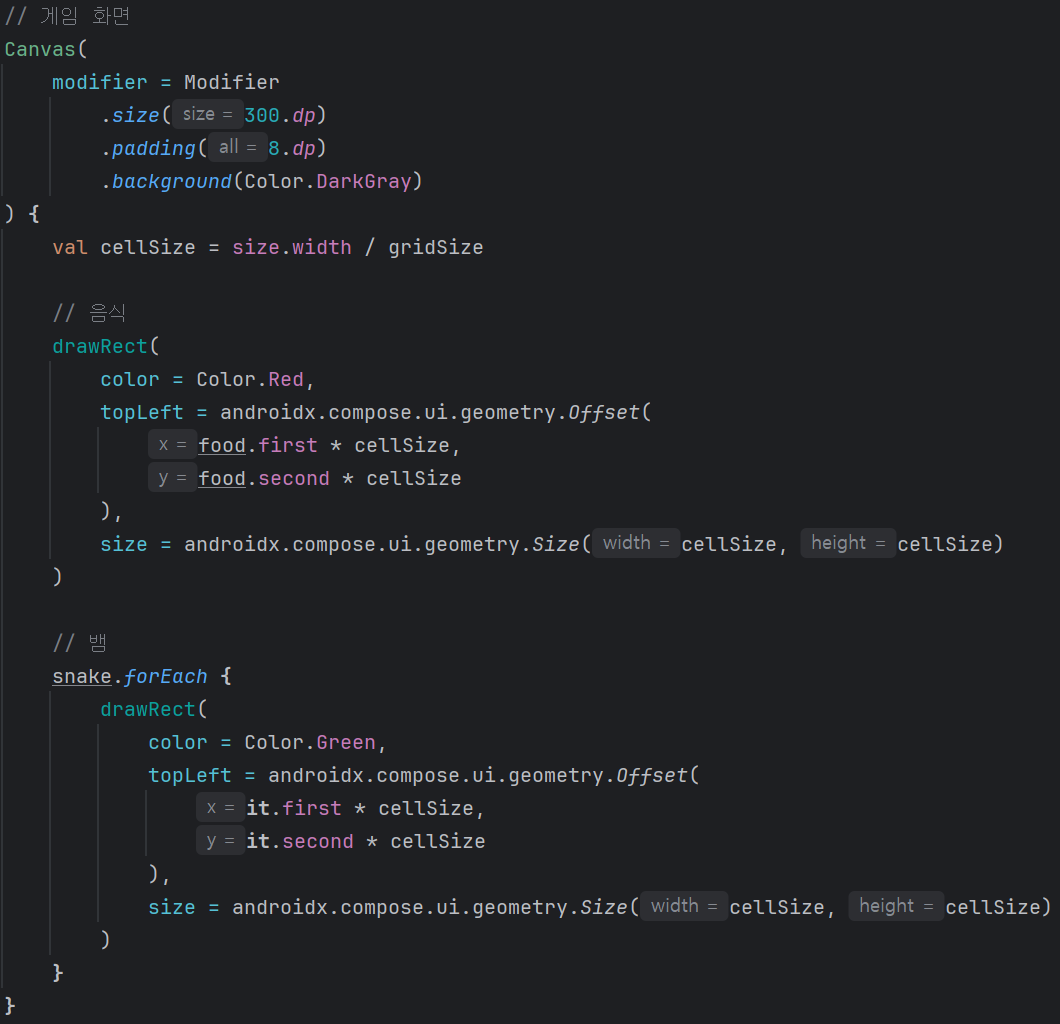 // 게임 화면
Canvas(
    modifier = Modifier
        .size( size = 300.dp)
        .padding( all = 8.dp)
        .background(Color.DarkGray)
) {
    val cellSize = size.width / gridSize

    // 음식
    drawRect(
        color = Color.Red,
        topLeft = androidx.compose.ui.geometry.Offset(
            x = food.first * cellSize,
            y = food.second * cellSize
        ),
        size = androidx.compose.ui.geometry.Size( width = cellSize, height = cellSize)
    )

    // 뱀
    snake.forEach {
        drawRect(
            color = Color.Green,
            topLeft = androidx.compose.ui.geometry.Offset(
                x = it.first * cellSize,
                y = it.second * cellSize
            ),
            size = androidx.compose.ui.geometry.Size( width = cellSize, height = cellSize)
        )
    }
}